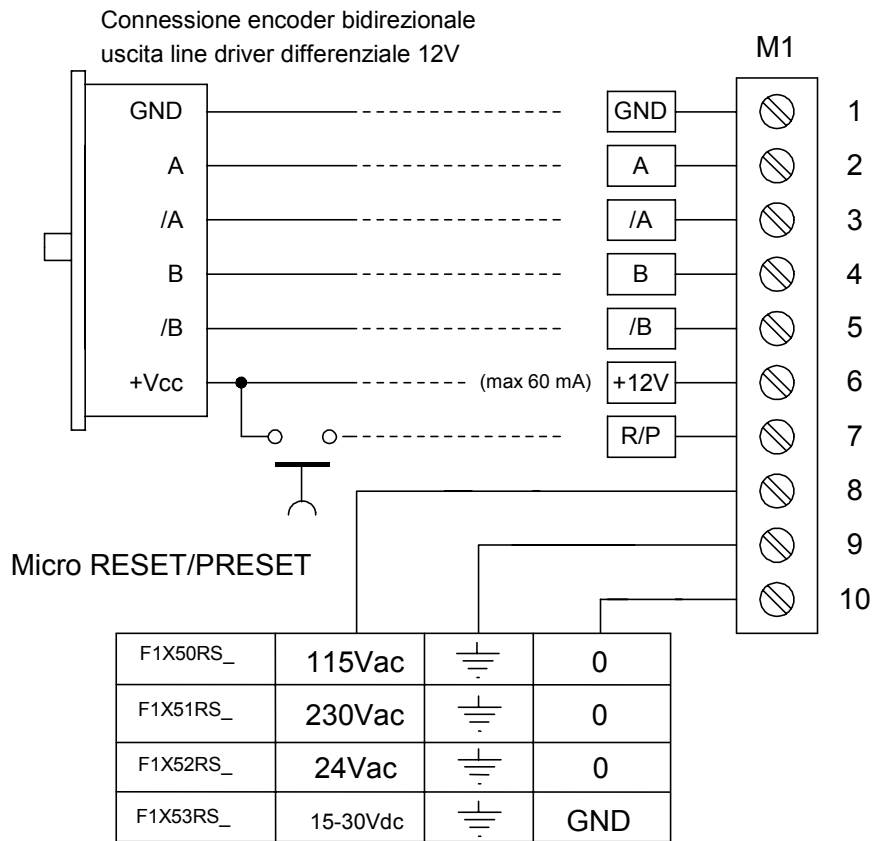 Connessione encoder bidirezionale
uscita line driver differenziale 12V
M1
GND GND 1
A A 2
/A /A 3
B B 4
/B /B 5
+Vcc (max 60 mA) +12V 6
R/P 7
8
9
Micro RESET/PRESET
10
F1X50RS_ 115Vac 0
F1X51RS_ 230Vac 0
F1X52RS_ 24Vac 0
F1X53RS_ 15-30Vdc GND